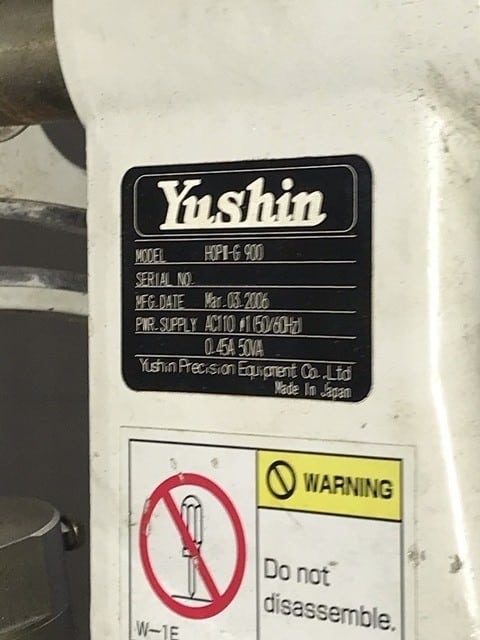 Yushin
MODEL HOPⅢ-G 900
SERIAL NO.
MFG.DATE Mar.03.2006
PWR.SUPPLY AC110 φ1(50/60Hz)
0.45A 50VA
Yushin Precision Equipment Co.,Ltd
Made In Japan
WARNING
Do not
disassemble.
W-1E